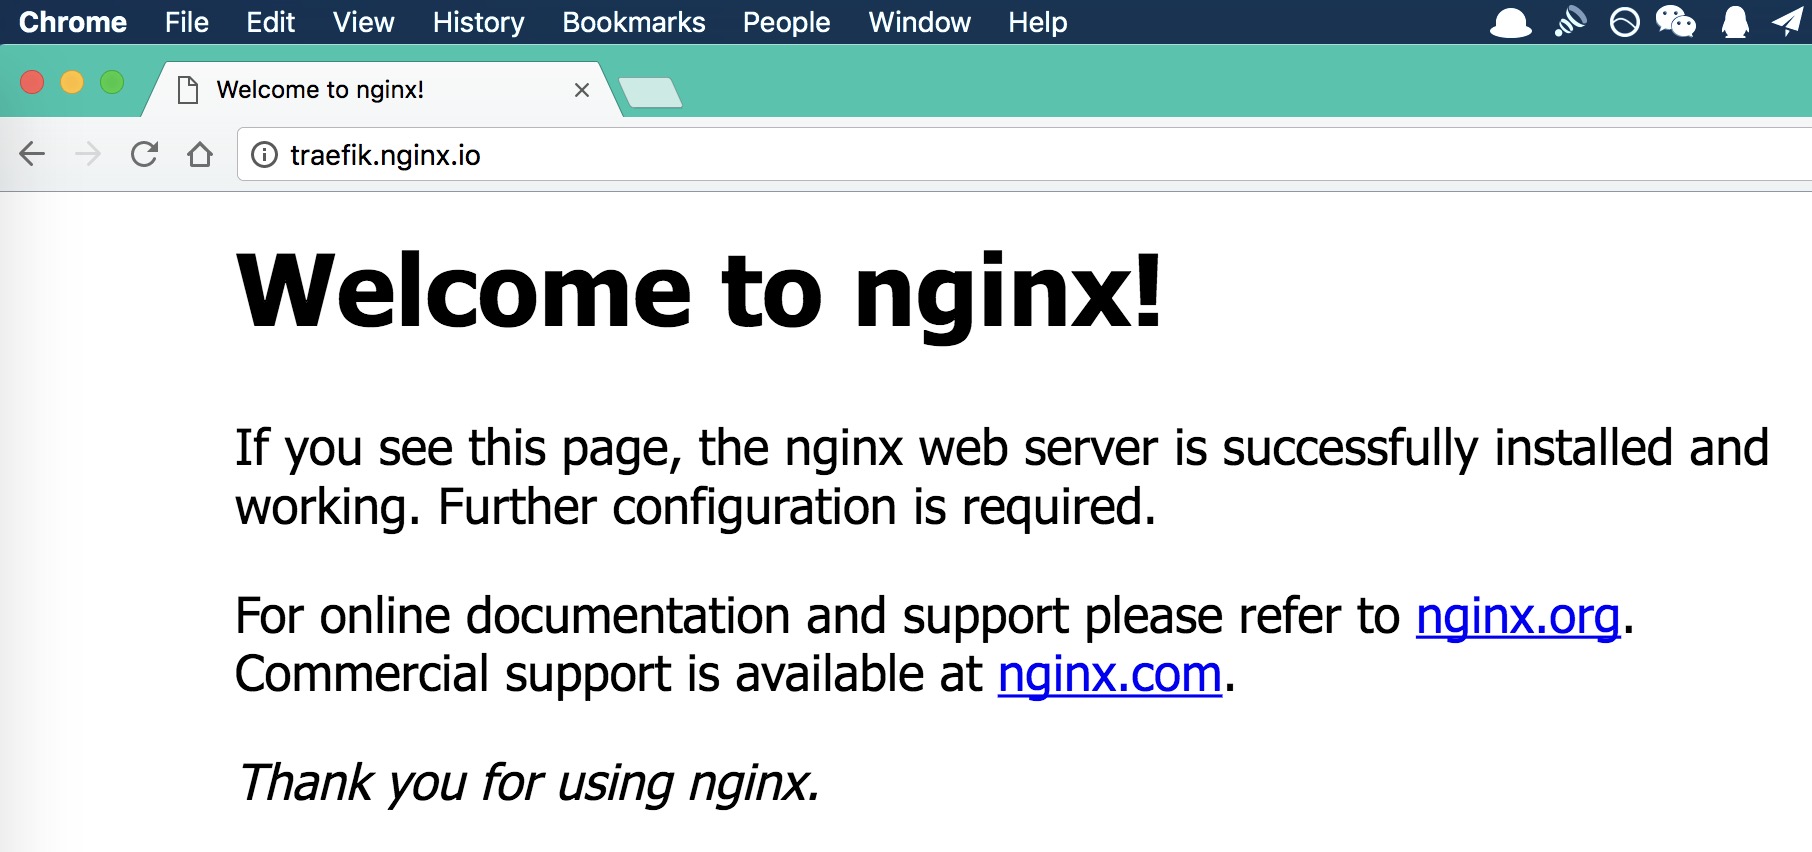 Chrome File Edit View History Bookmarks People Window Help
Welcome to nginx!
traefik.nginx.io
Welcome to nginx!
If you see this page, the nginx web server is successfully installed and
working. Further configuration is required.
For online documentation and support please refer to nginx.org.
Commercial support is available at nginx.com.
Thank you for using nginx.